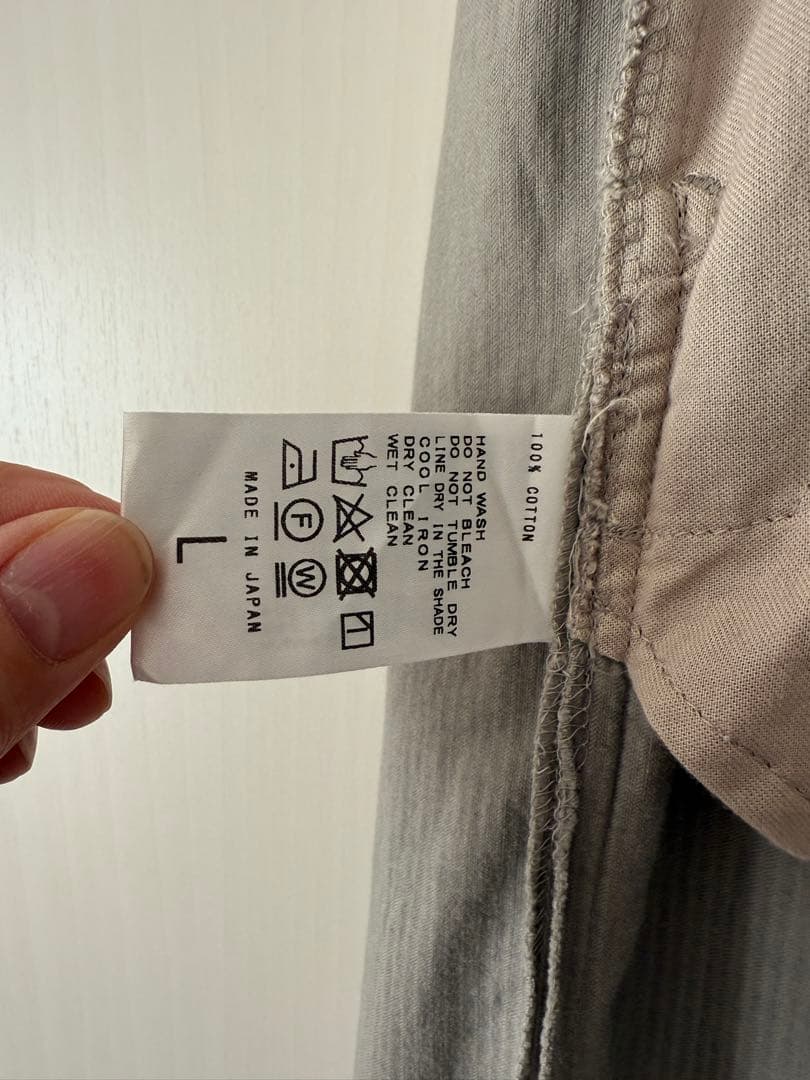 100% COTTON
HAND WASH
DO NOT BLEACH
DO NOT TUMBLE DRY
LINE DRY IN THE SHADE
COOL IRON
DRY CLEAN
WET CLEAN
F
W
MADE IN JAPAN
L